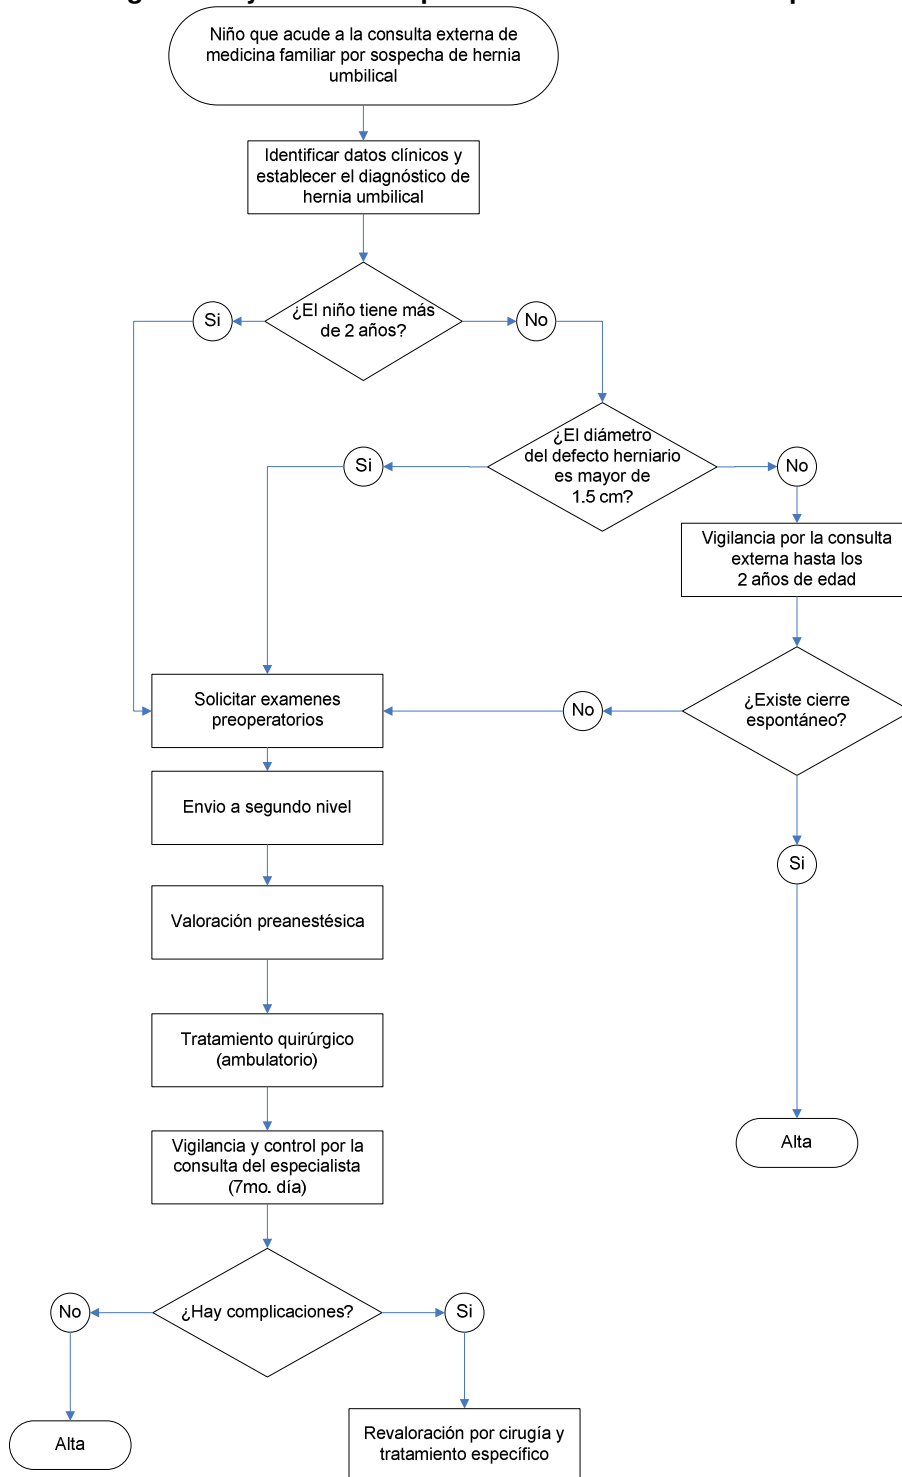 Niño que acude a la consulta externa de
medicina familiar por sospecha de hernia
umbilical
Identificar datos clínicos y
establecer el diagnóstico de
hernia umbilical
¿El niño tiene más
de 2 años?
Si
No
¿El diámetro
del defecto herniario
es mayor de
1.5 cm?
Si
No
Vigilancia por la consulta
externa hasta los
2 años de edad
¿Existe cierre
espontáneo?
No
Si
Alta
Solicitar examenes
preoperatorios
Envio a segundo nivel
Valoración preanestésica
Tratamiento quirúrgico
(ambulatorio)
Vigilancia y control por la
consulta del especialista
(7mo. día)
¿Hay complicaciones?
No
Si
Alta
Revaloración por cirugía y
tratamiento específico